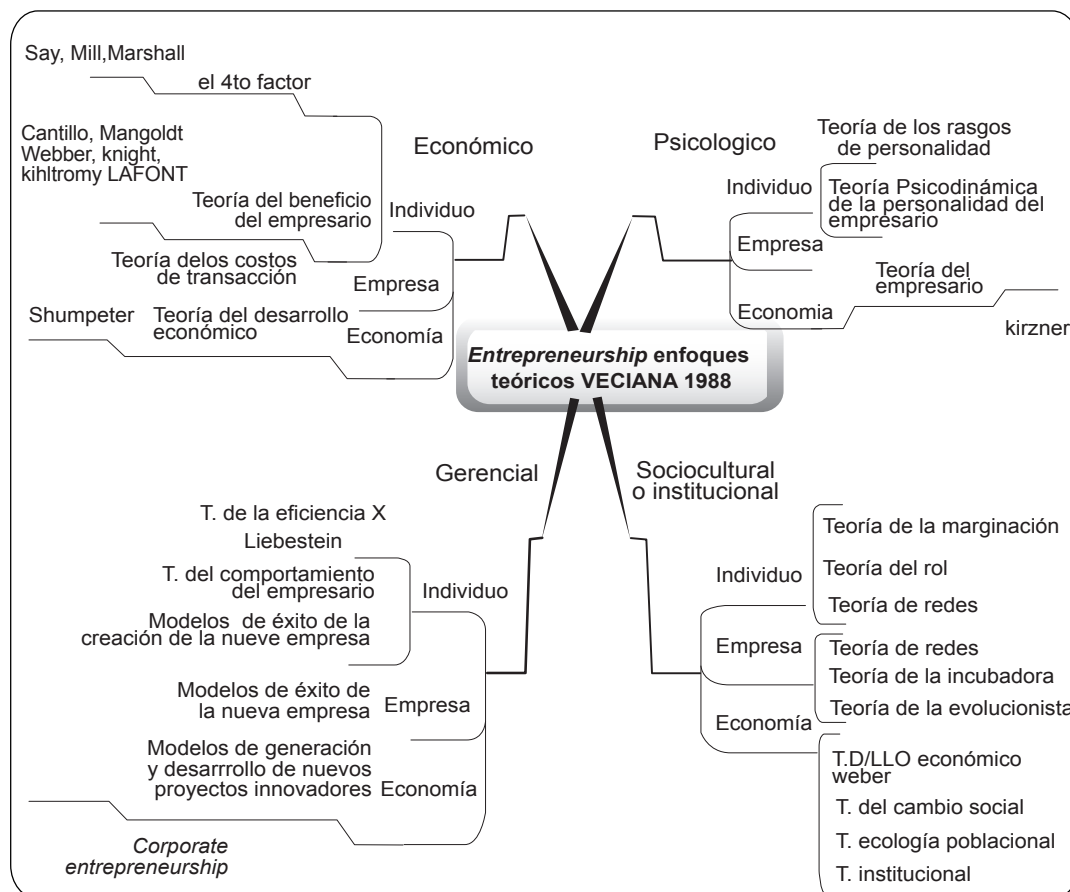 Say, Mill,Marshall
el 4to factor
Cantillo, Mangoldt
Webber, knight,
kihltromy LAFONT
Teoría del beneficio
del empresario
Teoría delos costos
de transacción
Shumpeter
Teoría del desarrollo
económico
Económico
Individuo
Empresa
Economía
Psicologico
Individuo
Empresa
Economia
Teoría de los rasgos
de personalidad
Teoría Psicodinámica
de la personalidad del
empresario
Teoría del
empresario
kirzner
Entrepreneurship enfoques
teóricos VECIANA 1988
Gerencial
T. de la eficiencia X
Liebestein
T. del comportamiento
del empresario
Individuo
Modelos de éxito de la
creación de la nueve empresa
Modelos de éxito de
la nueva empresa
Empresa
Modelos de generación
y desarrrollo de nuevos
proyectos innovadores
Economía
Corporate
entrepreneurship
Sociocultural
o institucional
Individuo
Teoría de la marginación
Teoría del rol
Teoría de redes
Empresa
Teoría de redes
Teoría de la incubadora
Teoría de la evolucionista
Economía
T.D/LLO económico
weber
T. del cambio social
T. ecología poblacional
T. institucional